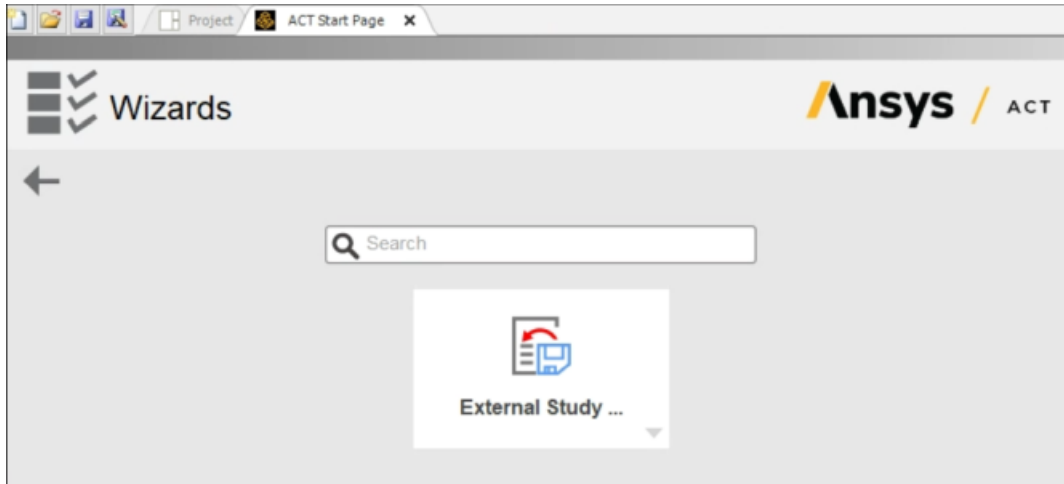 Project
ACT Start Page
Wizards
Ansys / ACT
Search
External Study ...